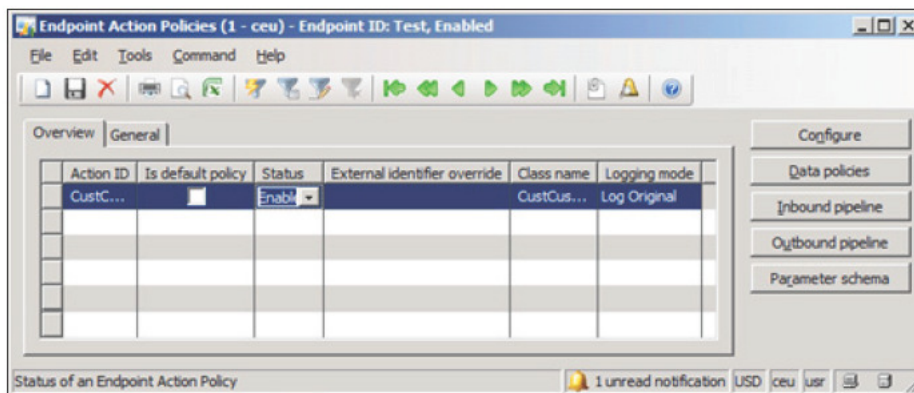 Endpoint Action Policies (1 - ceu) - Endpoint ID: Test, Enabled
File Edit Tools Command Help
Overview General
Action ID Is default policy Status External identifier override Class name Logging mode
CustC... Enabl CustCus... Log Original
Configure
Data policies
Inbound pipeline
Outbound pipeline
Parameter schema
Status of an Endpoint Action Policy 1 unread notification USD ceu usr